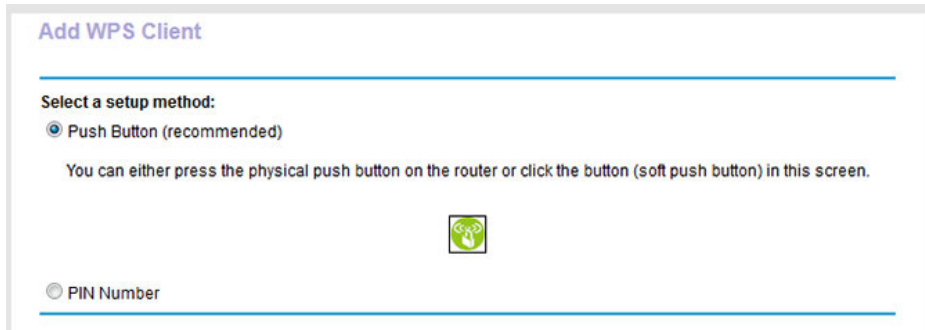 Add WPS Client
Select a setup method:
Push Button (recommended)
You can either press the physical push button on the router or click the button (soft push button) in this screen.
PIN Number